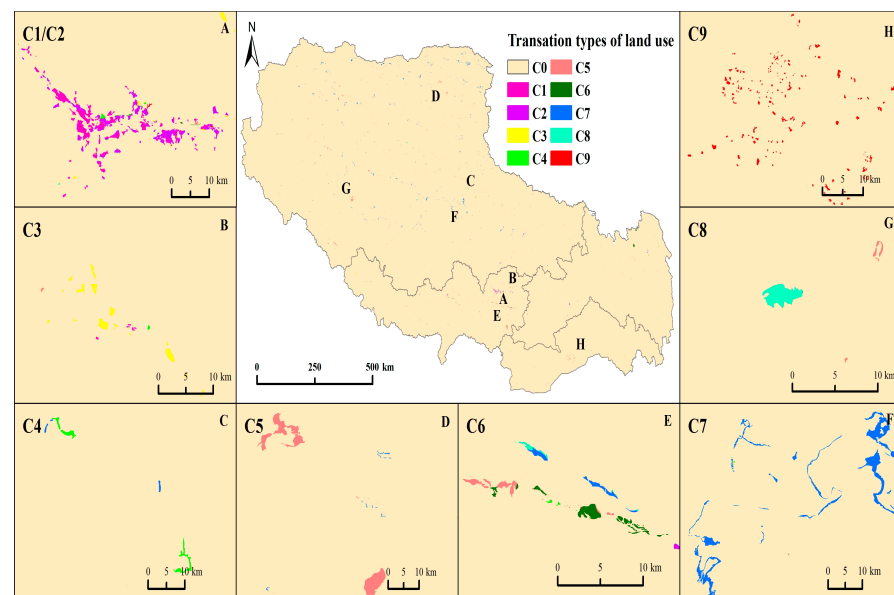 C1/C2
A
0 5 10 km
C3
B
0 5 10 km
C4
C
0 5 10 km
N
Transation types of land use
C0 C5
C1 C6
C2 C7
C3 C8
C4 C9
D
C
G
F
B
A
E
H
0 250 500 km
C5
D
0 5 10 km
C6
E
0 5 10 km
C9
H
0 5 10 km
C8
G
0 5 10 km
C7
F
0 5 10 km